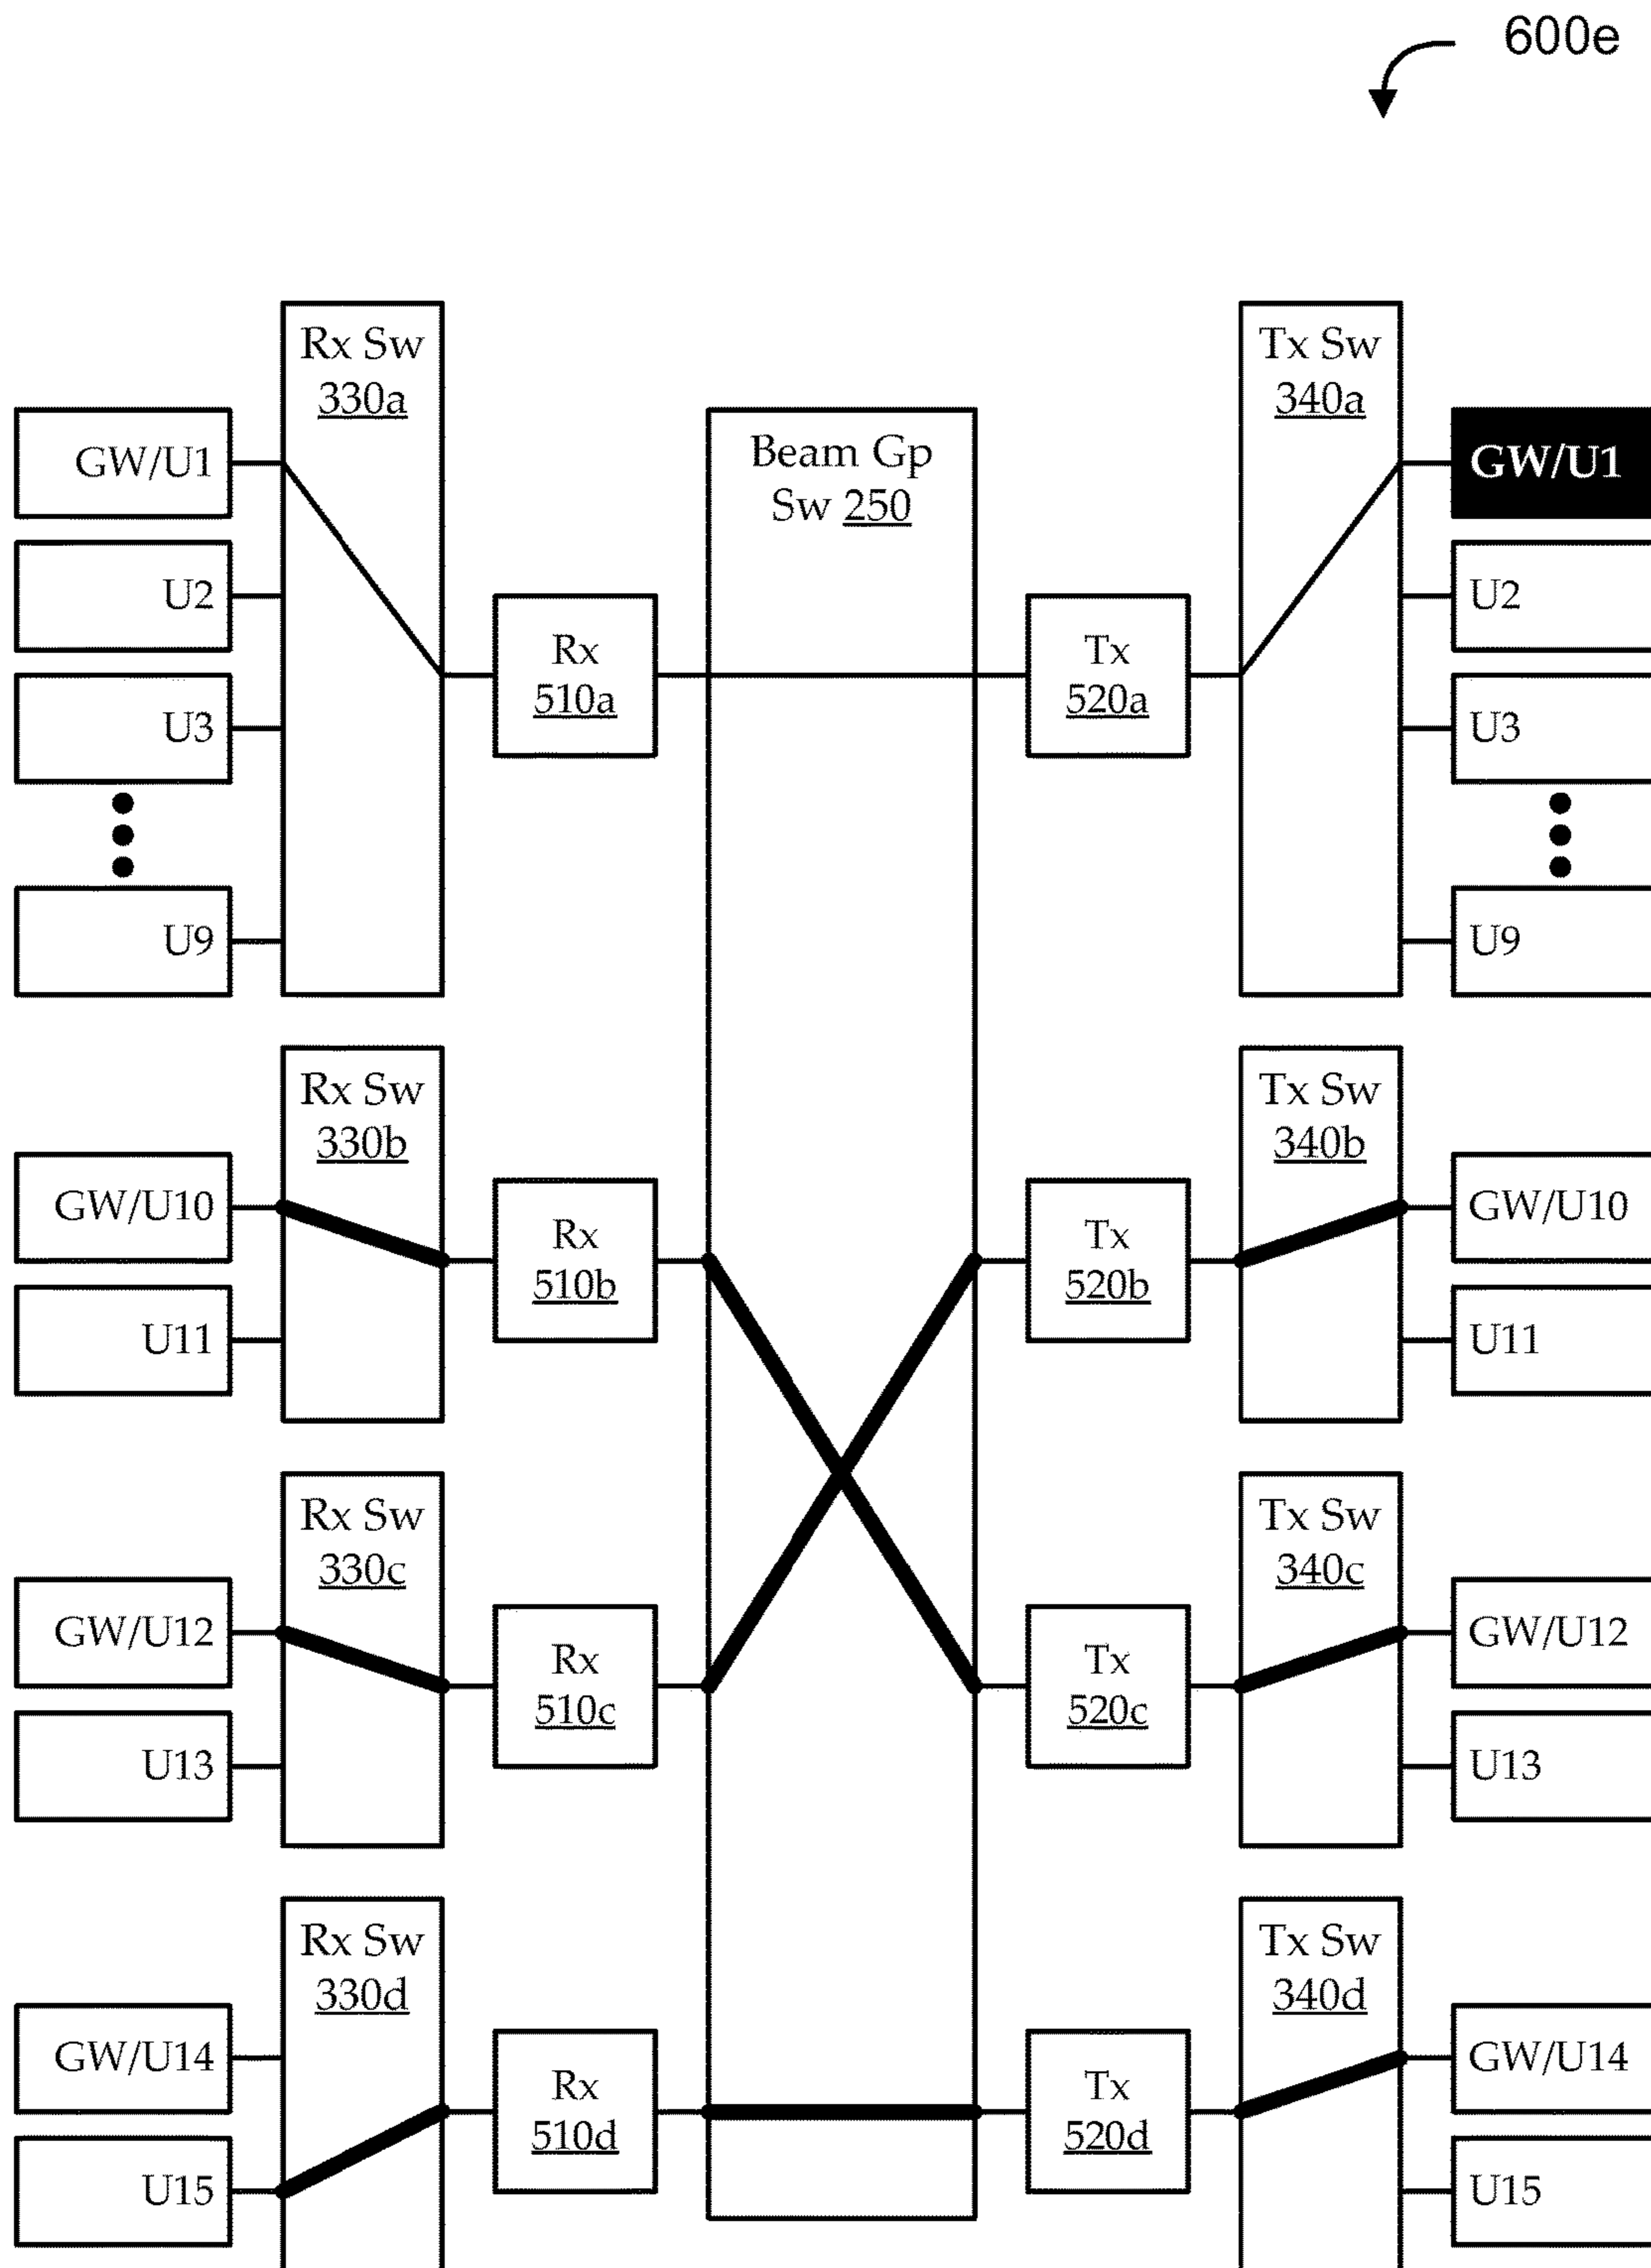 600e
Rx Sw
330a
Tx Sw
340a
Beam Gp
Sw 250
GW/U1
GW/U1
U2
U2
Rx
510a
Tx
520a
U3
U3
U9
U9
Rx Sw
330b
Tx Sw
340b
GW/U10
GW/U10
Rx
510b
Tx
520b
U11
U11
Rx Sw
330c
Tx Sw
340c
GW/U12
GW/U12
Rx
510c
Tx
520c
U13
U13
Rx Sw
330d
Tx Sw
340d
GW/U14
GW/U14
Rx
510d
Tx
520d
U15
U15